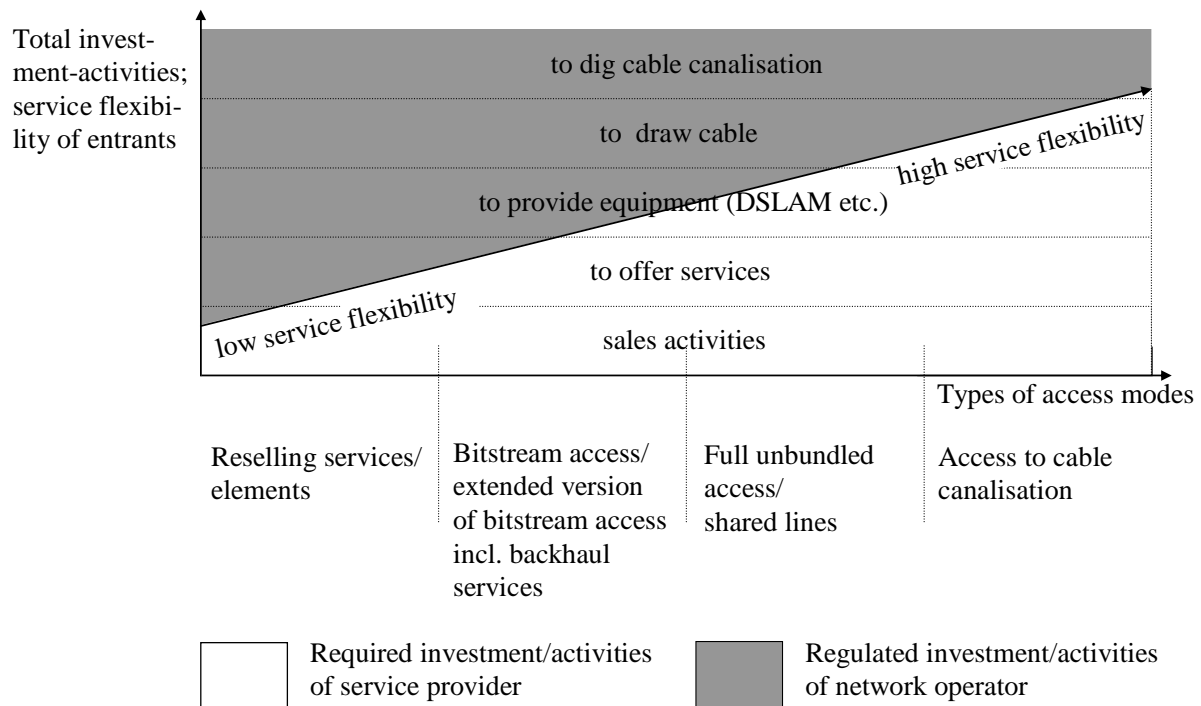 Total invest-
ment-activities;
service flexibi-
lity of entrants
to dig cable canalisation
to draw cable
high service flexibility
to provide equipment (DSLAM etc.)
to offer services
low service flexibility
sales activities
Types of access modes
Reselling services/
elements
Bitstream access/
extended version
of bitstream access
incl. backhaul
services
Full unbundled
access/
shared lines
Access to cable
canalisation
Required investment/activities
of service provider
Regulated investment/activities
of network operator